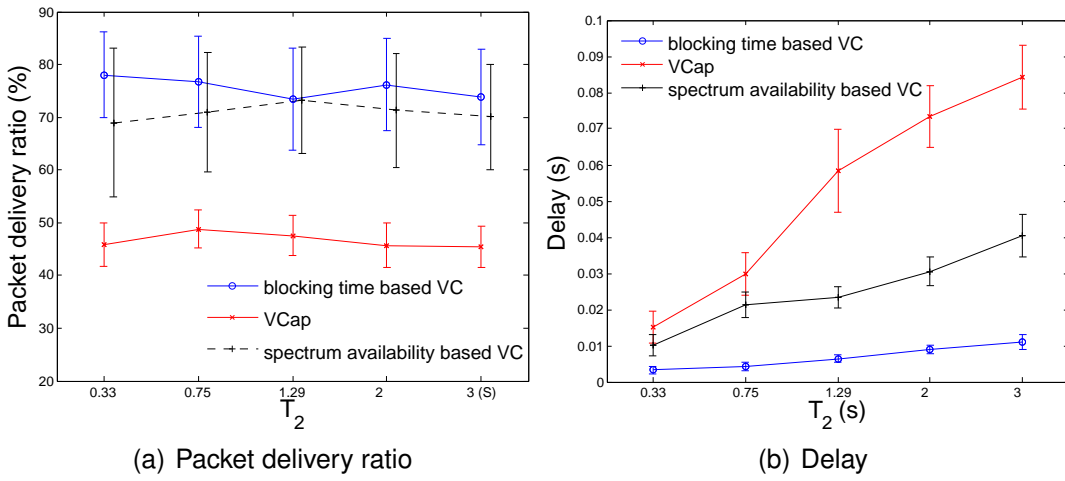 90
80
70
60
50
40
30
20
Packet delivery ratio (%)
blocking time based VC
VCap
spectrum availability based VC
0.33 0.75 1.29 2 3 (S)
T2
(a) Packet delivery ratio
0.1
0.09
0.08
0.07
0.06
0.05
0.04
0.03
0.02
0.01
0
Delay (s)
blocking time based VC
VCap
spectrum availability based VC
0.33 0.75 1.29 2 3
T2 (s)
(b) Delay